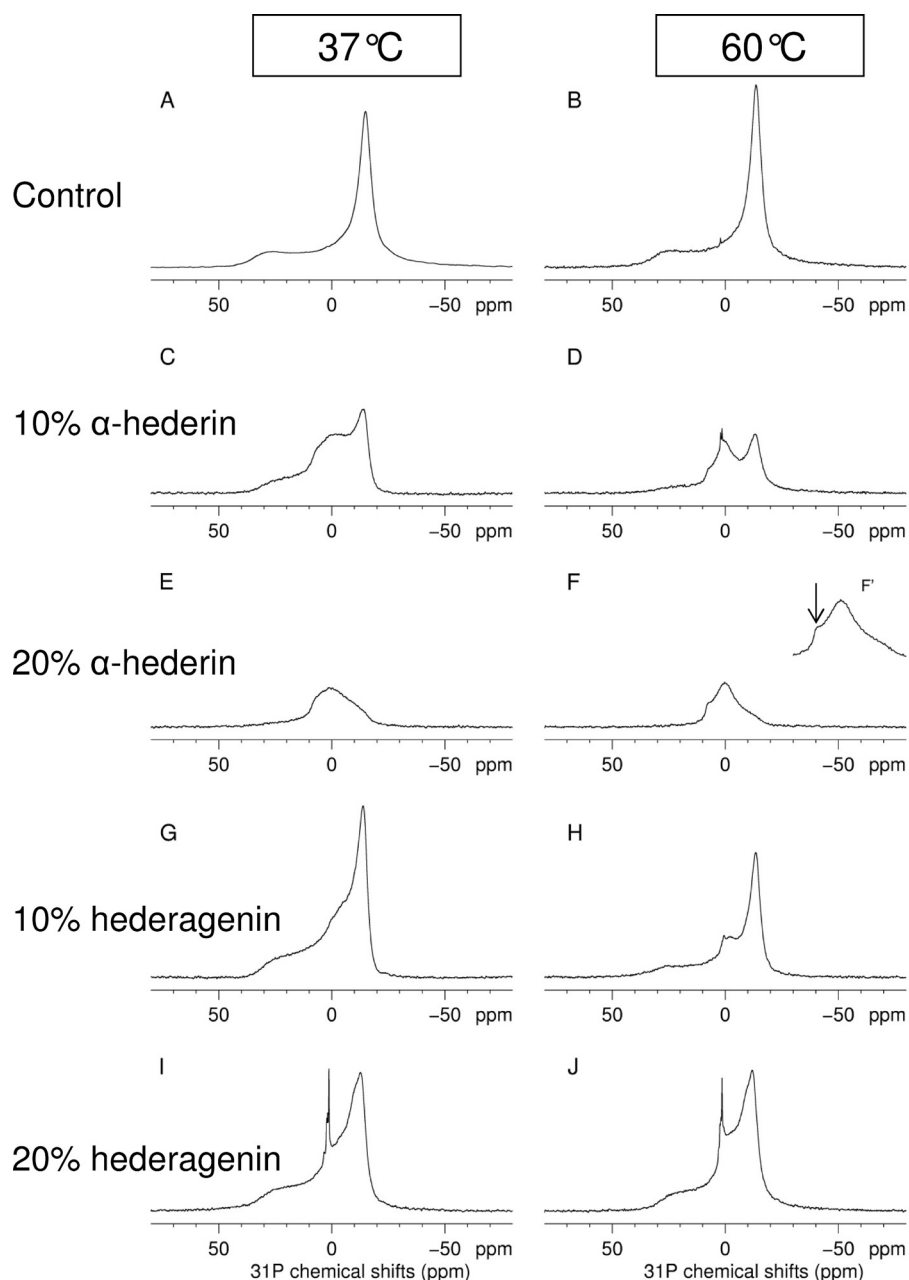 37°C 60°C
A B
Control
50 0 −50 ppm 50 0 −50 ppm
C D
10% α-hederin
50 0 −50 ppm 50 0 −50 ppm
E F F'
20% α-hederin
50 0 −50 ppm 50 0 −50 ppm
G H
10% hederagenin
50 0 −50 ppm 50 0 −50 ppm
I J
20% hederagenin
50 0 −50 ppm 50 0 −50 ppm
31P chemical shifts (ppm) 31P chemical shifts (ppm)